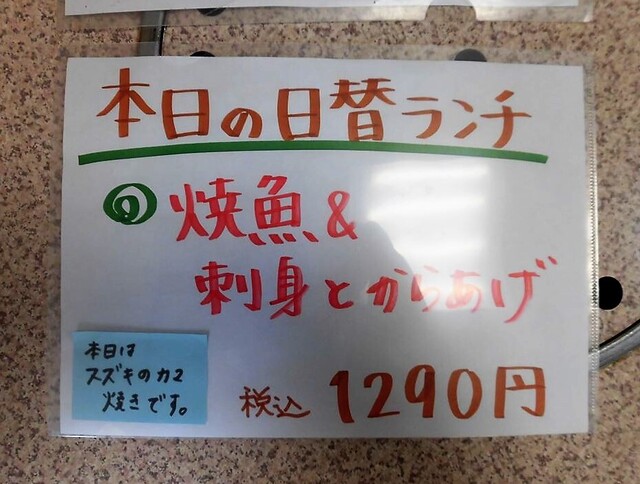 本日の日替ランチ
日 焼魚&
刺身とからあげ
本日は
スズキのカマ
焼きです。
税込 1290円